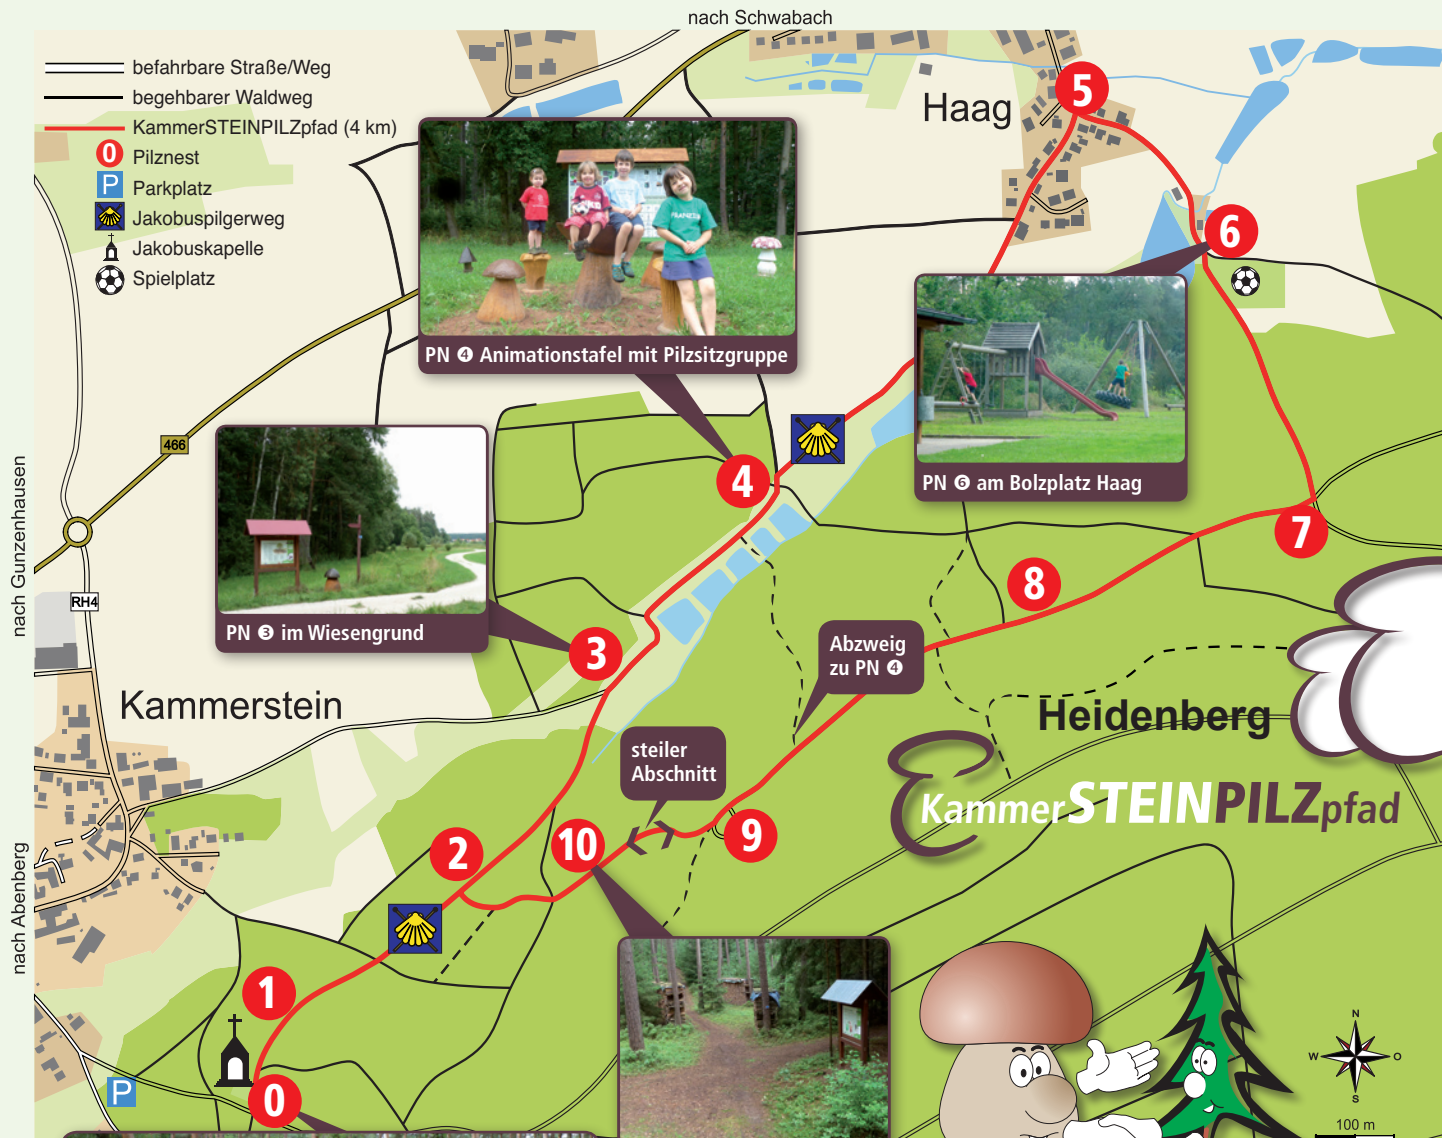 nach Schwabach
befahrbare Straße/Weg
begehbarer Waldweg
KammerSTEINPILZpfad (4 km)
0 Pilznest
P Parkplatz
Jakobuspilgerweg
Jakobuskapelle
Spielplatz
Haag
5
6
PN ❹ Animationstafel mit Pilzsitzgruppe
PN ❻ am Bolzplatz Haag
466
4
7
nach Gunzenhausen
RH4
8
PN ❸ im Wiesengrund
3
Abzweig
zu PN ❹
Kammerstein
Heidenberg
steiler
Abschnitt
KammerSTEINPILZpfad
2
10
9
nach Abenberg
1
P
0
N
W
O
S
100 m